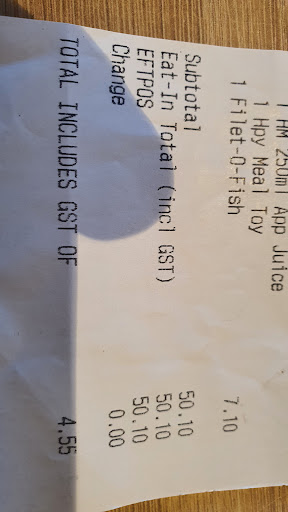 1 HM 250ml App Juice
1 Hpy Meal Toy
1 Filet-O-Fish 7.10
Subtotal 50.10
Eat-In Total (incl GST) 50.10
EFTPOS 50.10
Change 0.00
TOTAL INCLUDES GST OF 4.55